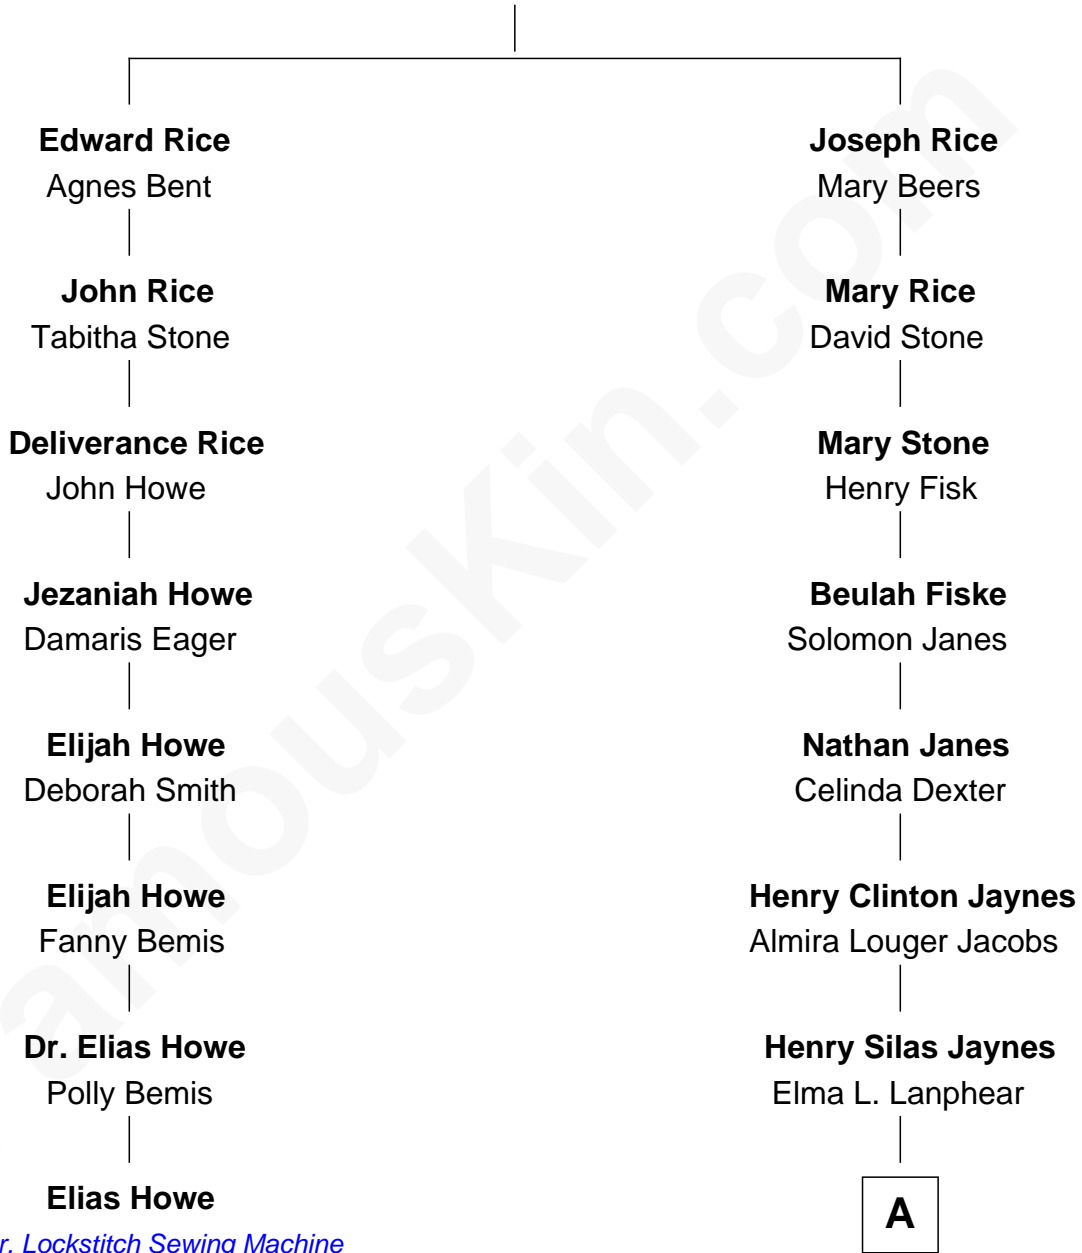 Edward Rice
Agnes Bent
John Rice
Tabitha Stone
Deliverance Rice
John Howe
Jezaniah Howe
Damaris Eager
Elijah Howe
Deborah Smith
Elijah Howe
Fanny Bemis
Dr. Elias Howe
Polly Bemis
Elias Howe
r. Lockstitch Sewing Machine
Joseph Rice
Mary Beers
Mary Rice
David Stone
Mary Stone
Henry Fisk
Beulah Fiske
Solomon Janes
Nathan Janes
Celinda Dexter
Henry Clinton Jaynes
Almira Louger Jacobs
Henry Silas Jaynes
Elma L. Lanphear
A
amouskin.com